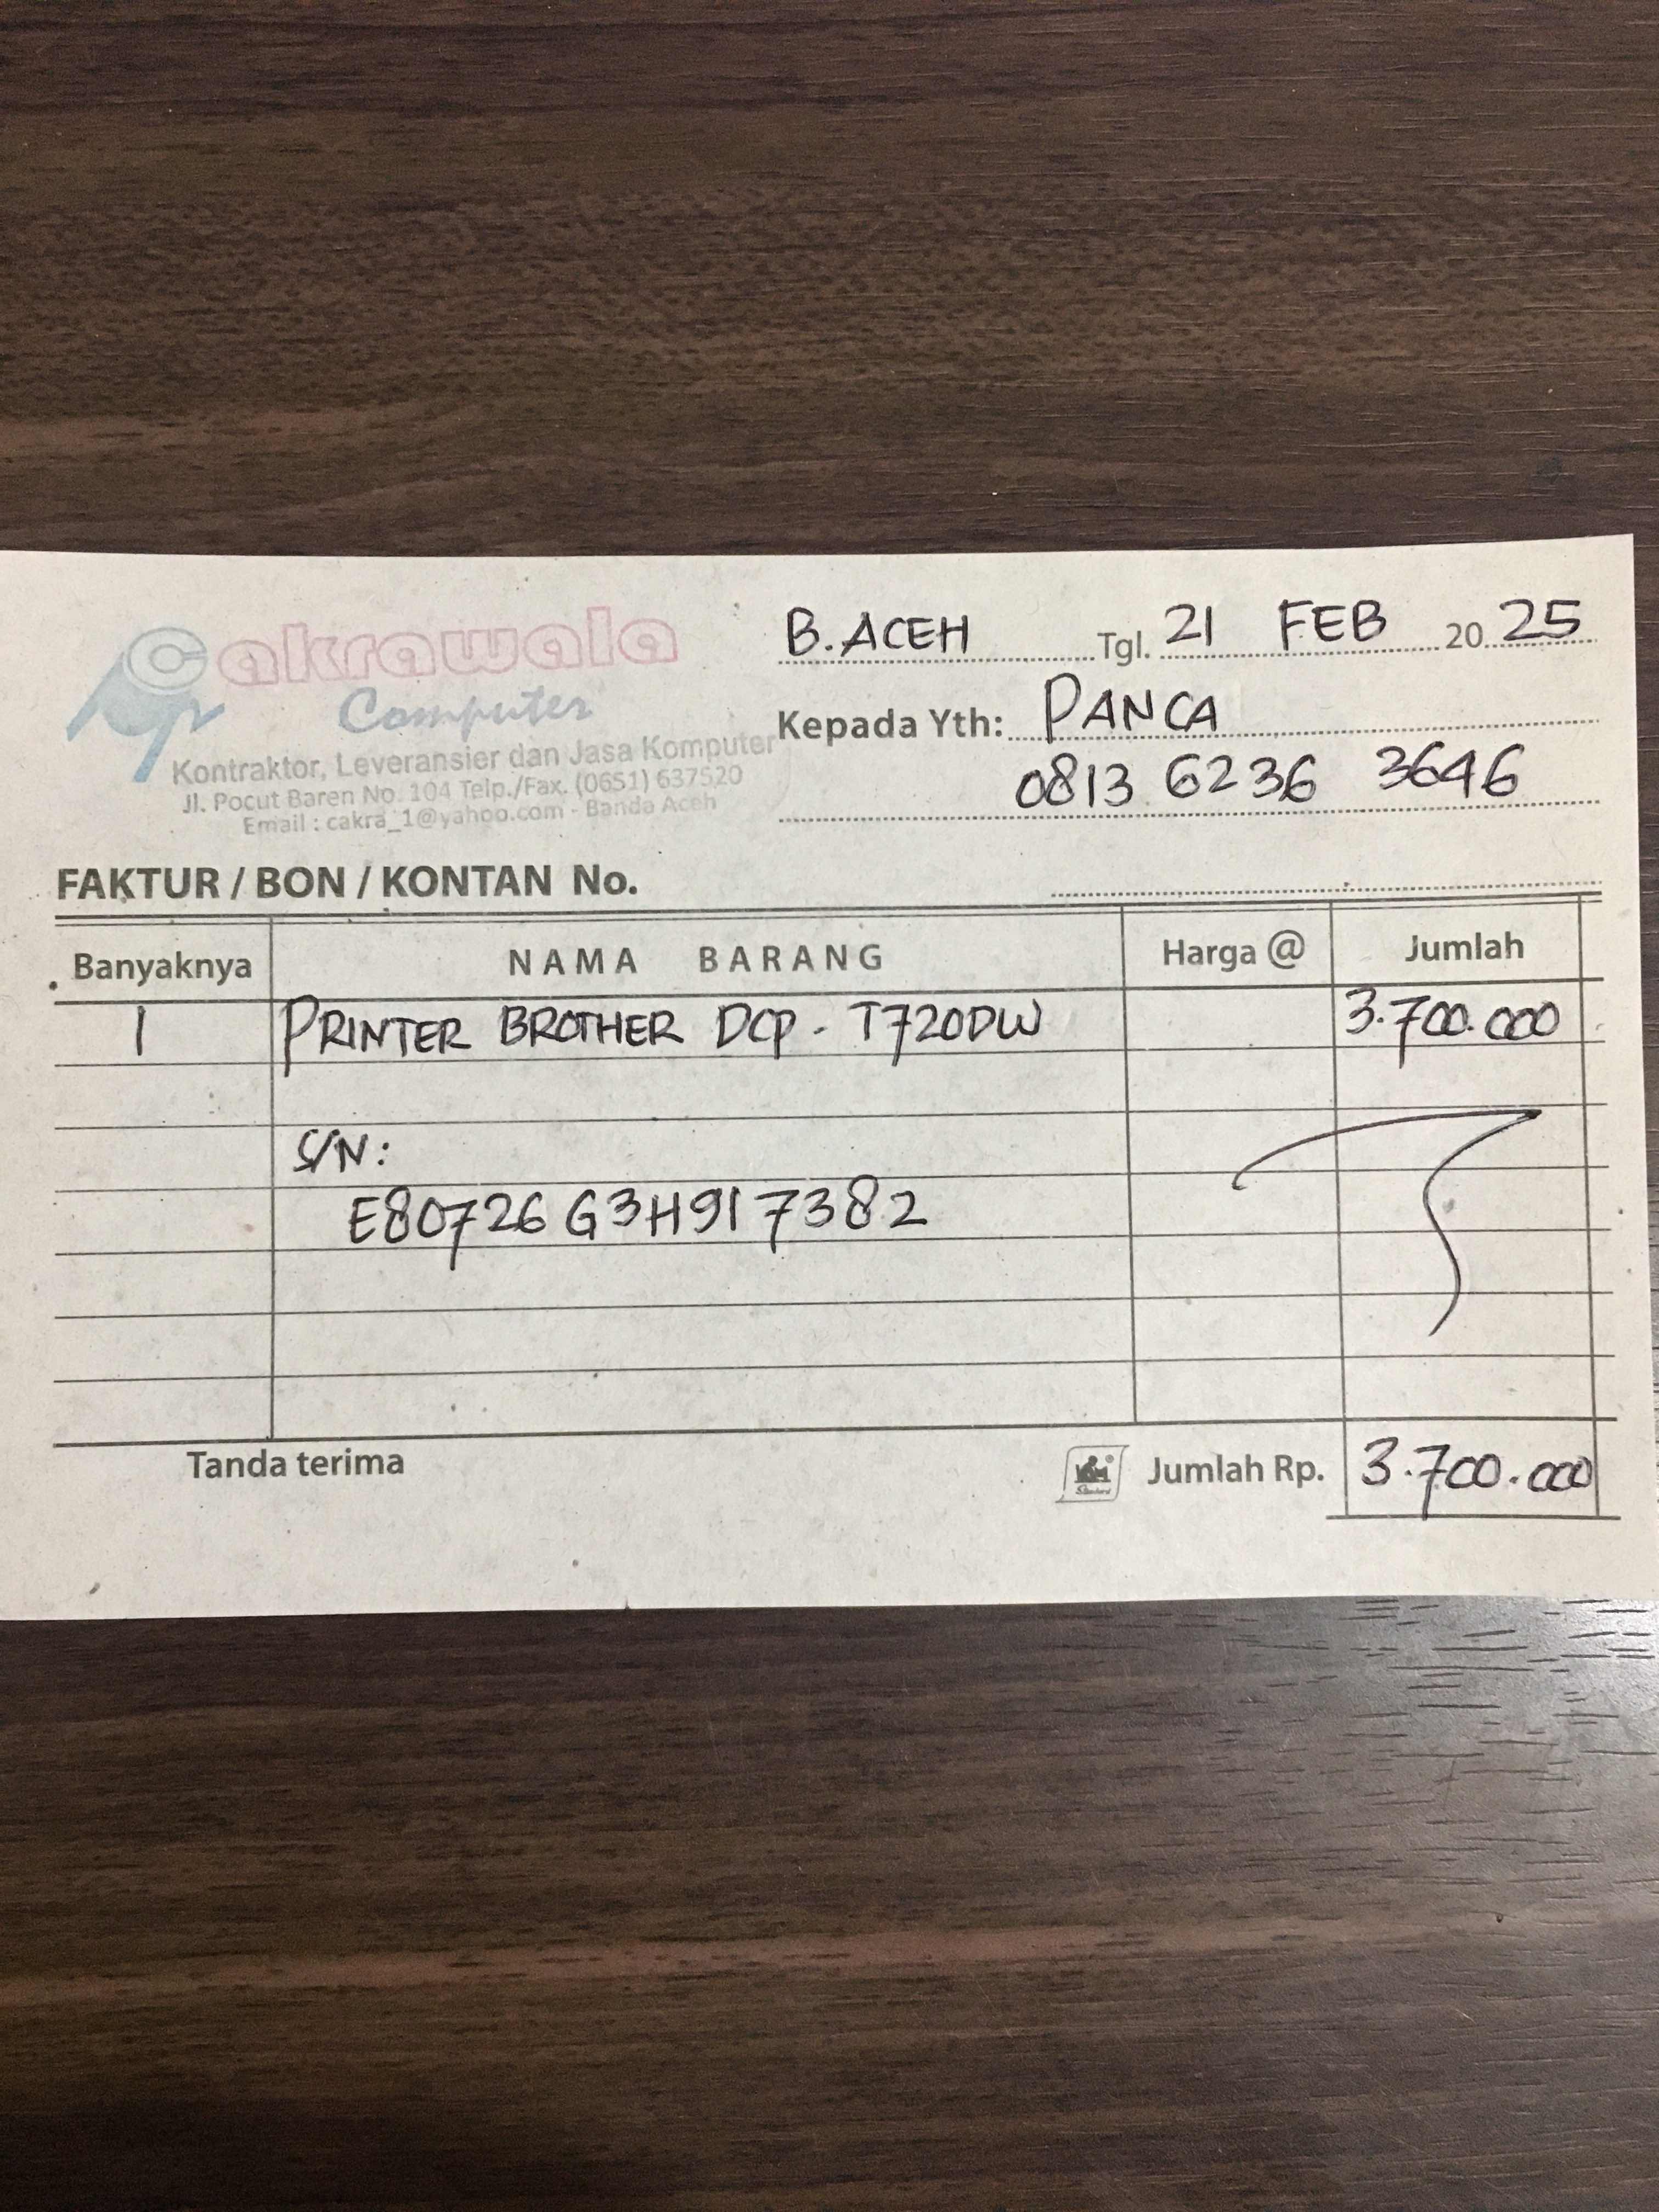 Cakrawala
Computer
Kontraktor, Leveransier dan Jasa Komputer
Jl. Pocut Baren No. 104 Telp./Fax. (0651) 637520
Email : cakra_1@yahoo.com - Banda Aceh
B. ACEH Tgl. 21 FEB 2025
Kepada Yth: PANCA
0813 6236 3646
FAKTUR / BON / KONTAN No.
Banyaknya NAMA BARANG Harga @ Jumlah
1 PRINTER BROTHER DCP - T720DW 3.700.000
S/N:
E80726G3H917382
Tanda terima Jumlah Rp. 3.700.000